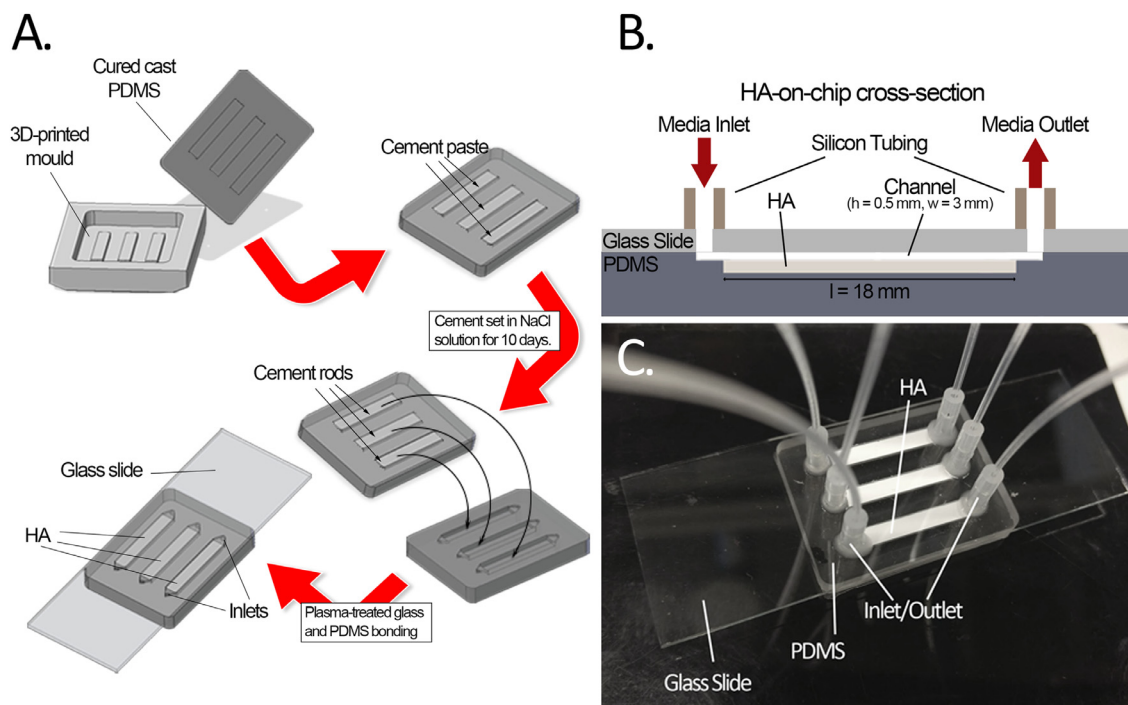 A.
Cured cast
PDMS
3D-printed
mould
Cement paste
Cement set in NaCl
solution for 10 days.
Cement rods
Glass slide
HA
Inlets
Plasma-treated glass
and PDMS bonding
B.
HA-on-chip cross-section
Media Inlet
Media Outlet
Silicon Tubing
Channel
(h = 0.5 mm, w = 3 mm)
HA
Glass Slide
PDMS
l = 18 mm
C.
HA
Inlet/Outlet
PDMS
Glass Slide